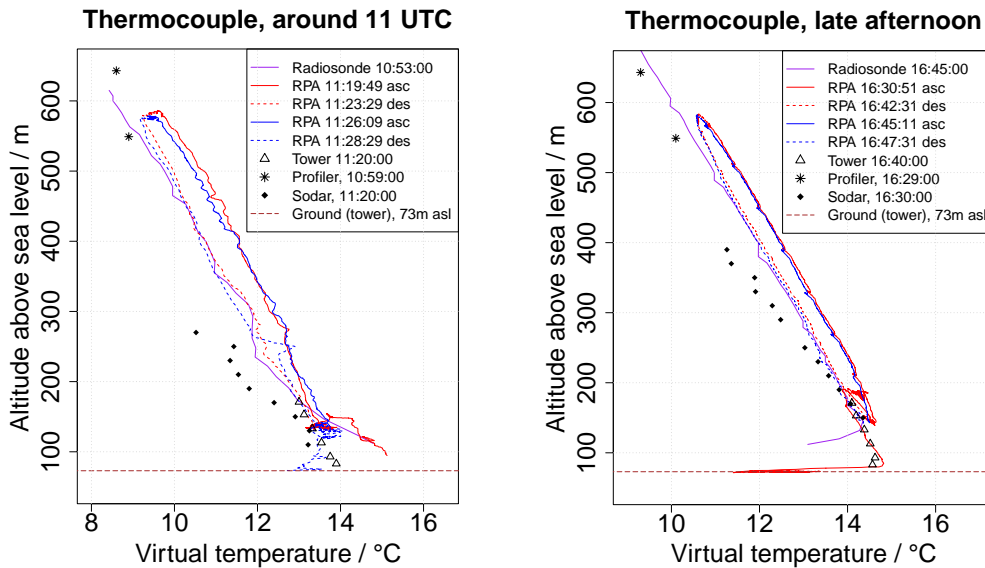 Thermocouple, around 11 UTC
Radiosonde 10:53:00
RPA 11:19:49 asc
RPA 11:23:29 des
RPA 11:26:09 asc
RPA 11:28:29 des
Tower 11:20:00
Profiler, 10:59:00
Sodar, 11:20:00
Ground (tower), 73m asl
Altitude above sea level / m
100 200 300 400 500 600
8 10 12 14 16
Virtual temperature / °C
Thermocouple, late afternoon
Radiosonde 16:45:00
RPA 16:30:51 asc
RPA 16:42:31 des
RPA 16:45:11 asc
RPA 16:47:31 des
Tower 16:40:00
Profiler, 16:29:00
Sodar, 16:30:00
Ground (tower), 73m asl
Altitude above sea level / m
100 200 300 400 500 600
10 12 14 16
Virtual temperature / °C